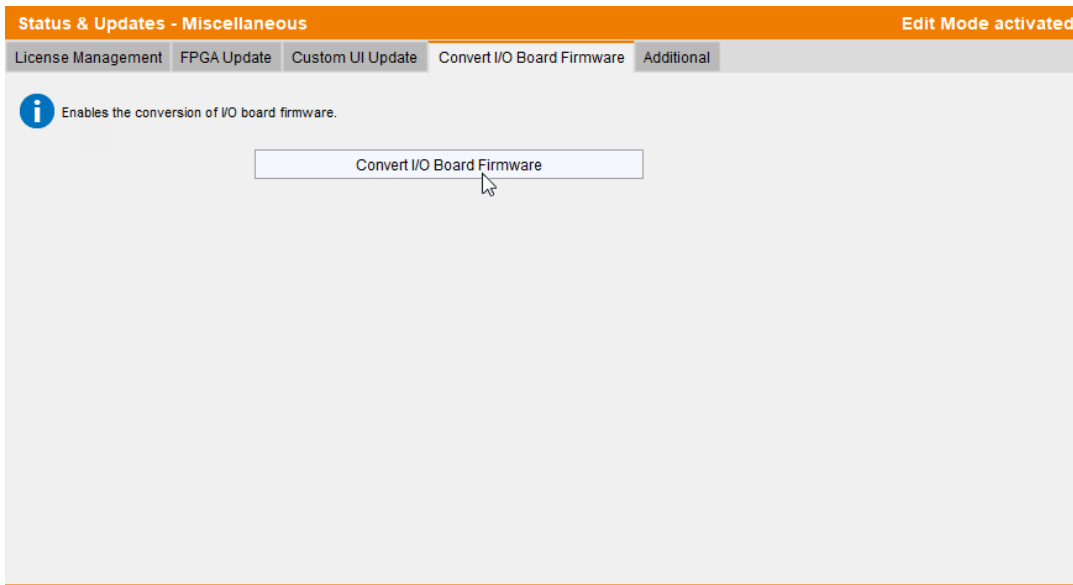 Status & Updates - Miscellaneous
Edit Mode activated
License Management
FPGA Update
Custom UI Update
Convert I/O Board Firmware
Additional
Enables the conversion of I/O board firmware.
Convert I/O Board Firmware